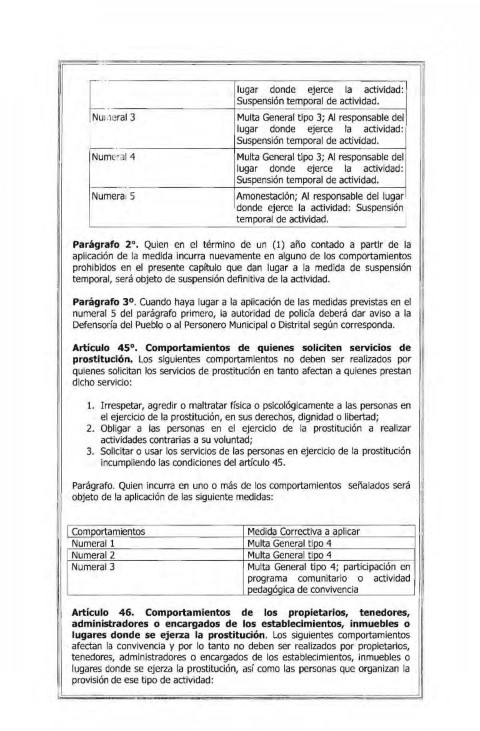 lugar donde ejerce la actividad:
Suspensión temporal de actividad.
Numeral 3
Multa General tipo 3; Al responsable del
lugar donde ejerce la actividad:
Suspensión temporal de actividad.
Numeral 4
Multa General tipo 3; Al responsable del
lugar donde ejerce la actividad:
Suspensión temporal de actividad.
Numeral 5
Amonestación; Al responsable del lugar
donde ejerce la actividad: Suspensión
temporal de actividad.
Parágrafo 2°. Quien en el término de un (1) año contado a partir de la
aplicación de la medida incurra nuevamente en alguno de los comportamientos
prohibidos en el presente capítulo que dan lugar a la medida de suspensión
temporal, será objeto de suspensión definitiva de la actividad.
Parágrafo 3º. Cuando haya lugar a la aplicación de las medidas previstas en el
numeral 5 del parágrafo primero, la autoridad de policía deberá dar aviso a la
Defensoría del Pueblo o al Personero Municipal o Distrital según corresponda.
Artículo 45°. Comportamientos de quienes soliciten servicios de
prostitución. Los siguientes comportamientos no deben ser realizados por
quienes solicitan los servicios de prostitución en tanto afectan a quienes prestan
dicho servicio:
1. Irrespetar, agredir o maltratar física o psicológicamente a las personas en
el ejercicio de la prostitución, en sus derechos, dignidad o libertad;
2. Obligar a las personas en el ejercicio de la prostitución a realizar
actividades contrarias a su voluntad;
3. Solicitar o usar los servicios de las personas en ejercicio de la prostitución
incumpliendo las condiciones del artículo 45.
Parágrafo. Quien incurra en uno o más de los comportamientos señalados será
objeto de la aplicación de las siguiente medidas:
Comportamientos
Medida Correctiva a aplicar
Numeral 1
Multa General tipo 4
Numeral 2
Multa General tipo 4
Numeral 3
Multa General tipo 4; participación en
programa comunitario o actividad
pedagógica de convivencia
Artículo 46. Comportamientos de los propietarios, tenedores,
administradores o encargados de los establecimientos, inmuebles o
lugares donde se ejerza la prostitución. Los siguientes comportamientos
afectan la convivencia y por lo tanto no deben ser realizados por propietarios,
tenedores, administradores o encargados de los establecimientos, inmuebles o
lugares donde se ejerza la prostitución, así como las personas que organizan la
provisión de ese tipo de actividad: